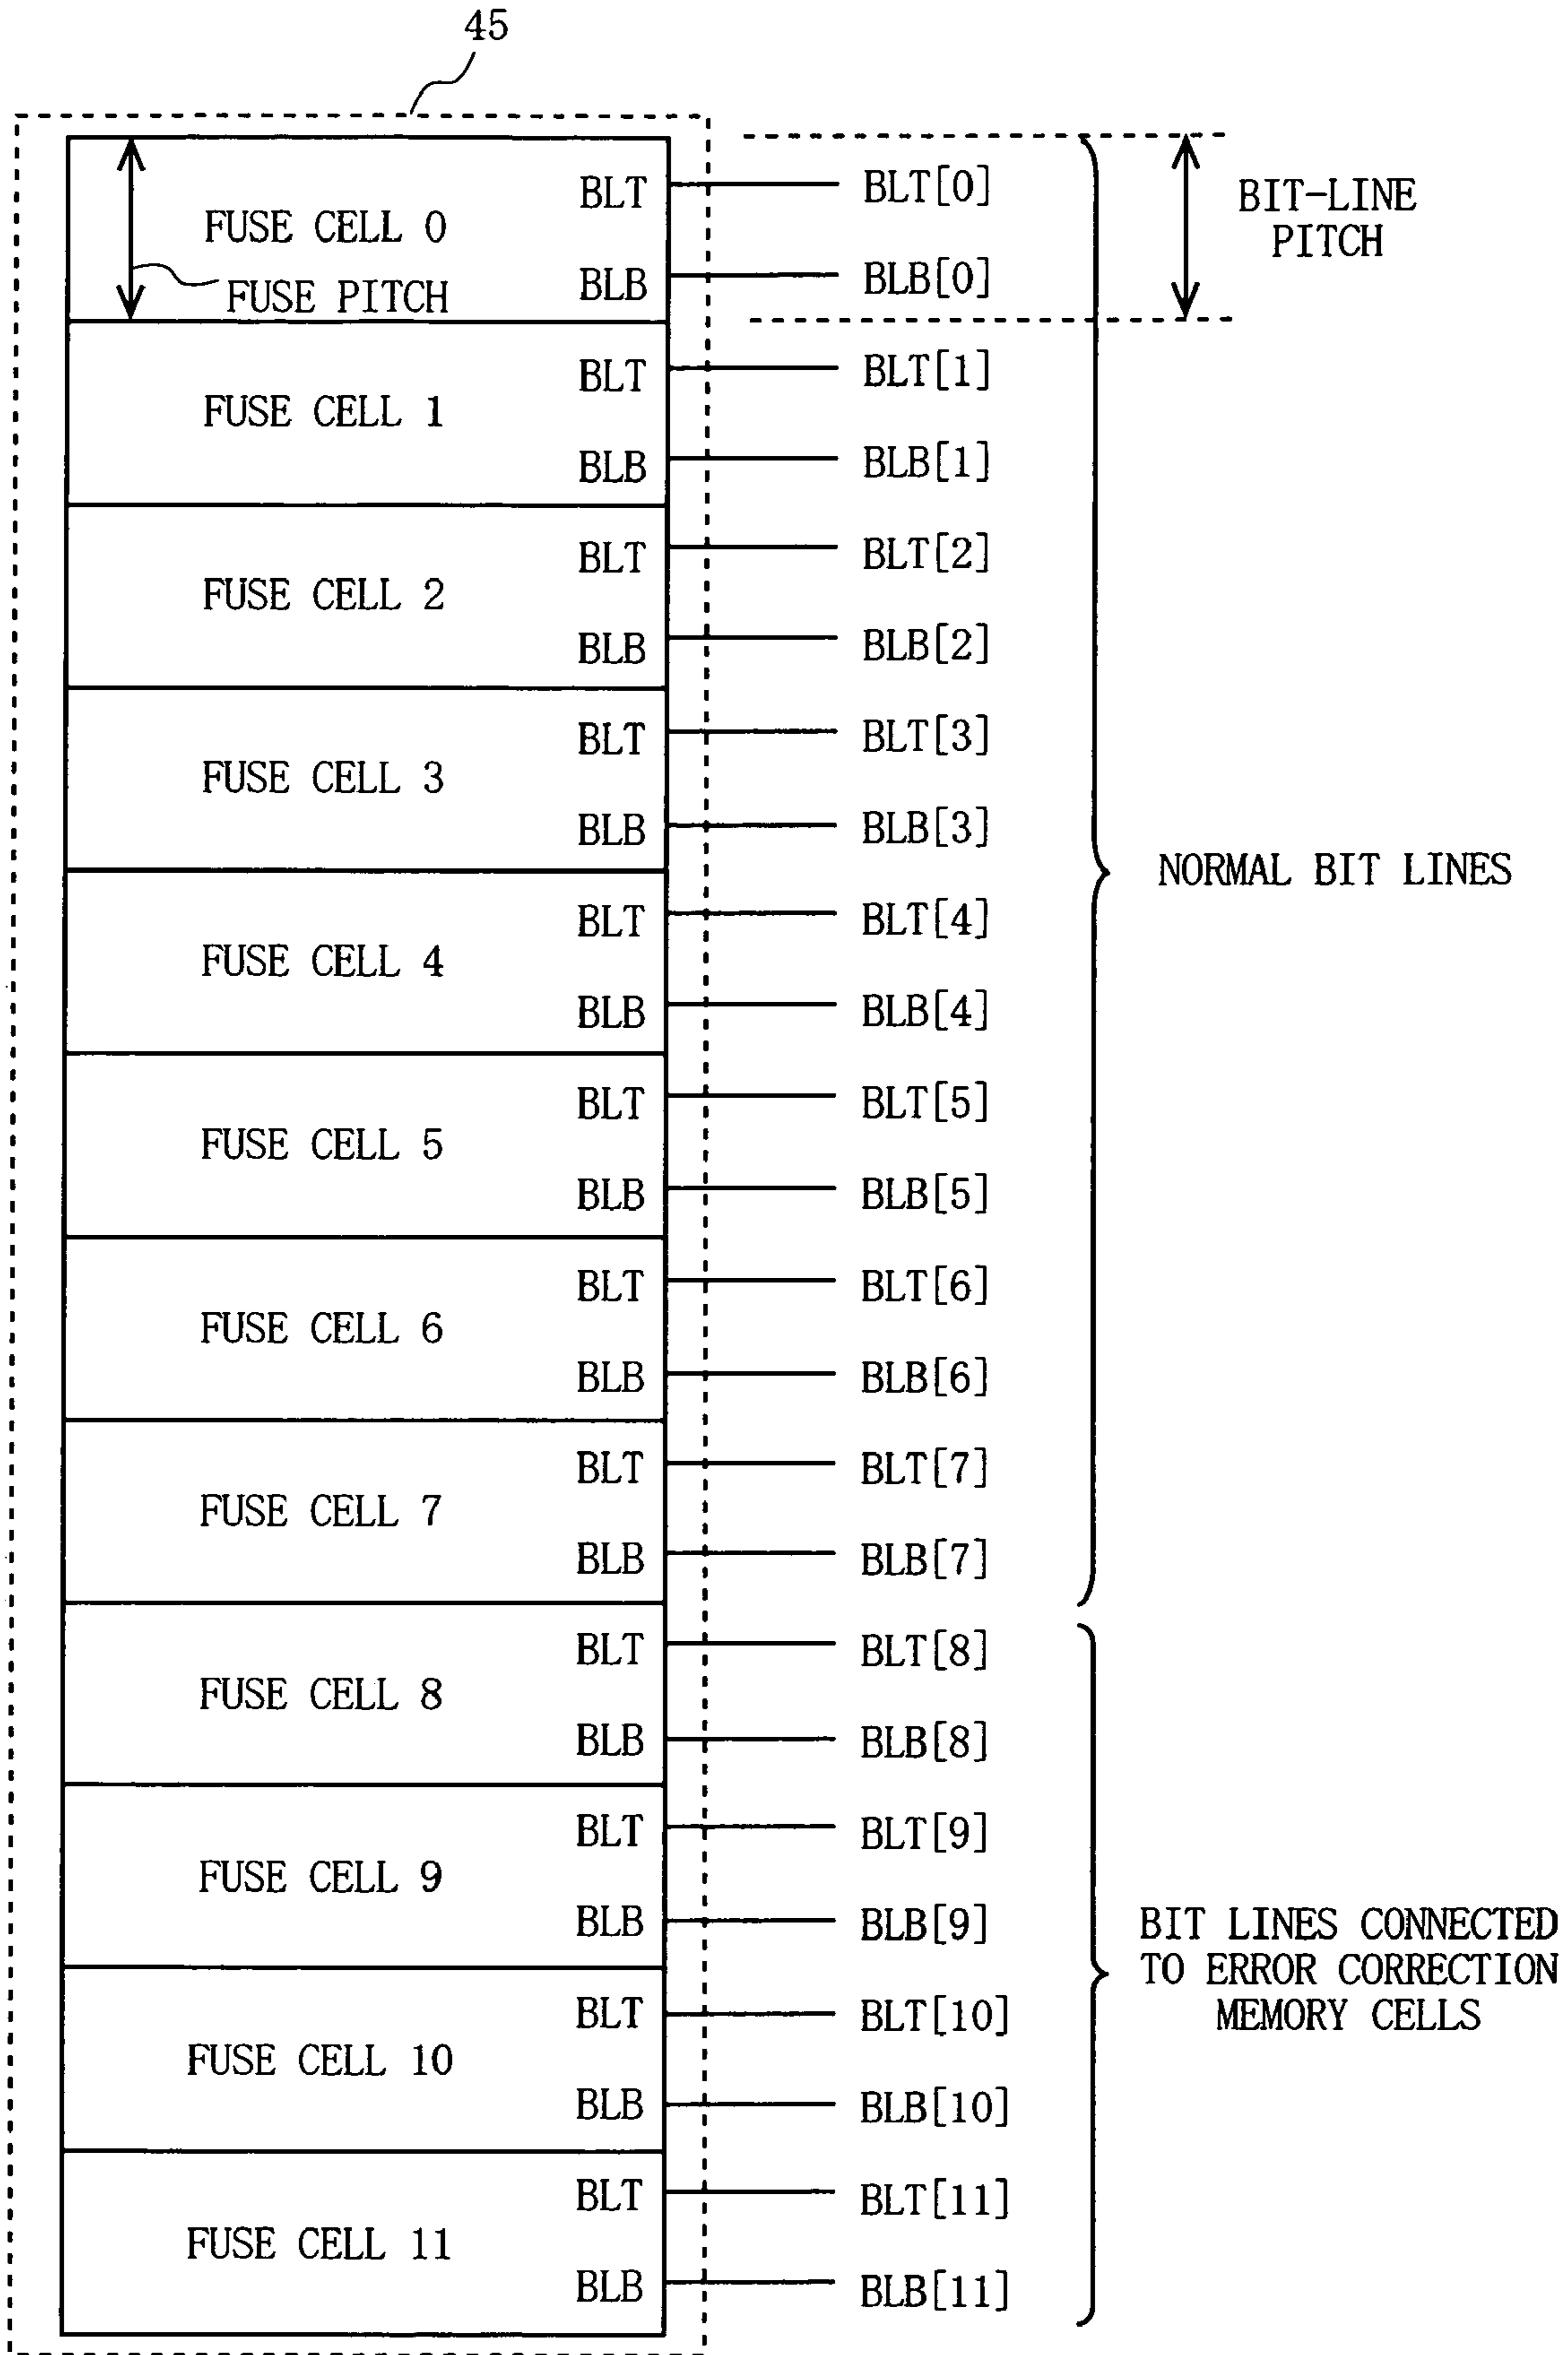 45
BLT BLT[0]
FUSE CELL 0
BIT-LINE
PITCH
BLB BLB[0]
FUSE PITCH
BLT BLT[1]
FUSE CELL 1
BLB BLB[1]
BLT BLT[2]
FUSE CELL 2
BLB BLB[2]
BLT BLT[3]
FUSE CELL 3
BLB BLB[3]
NORMAL BIT LINES
BLT BLT[4]
FUSE CELL 4
BLB BLB[4]
BLT BLT[5]
FUSE CELL 5
BLB BLB[5]
BLT BLT[6]
FUSE CELL 6
BLB BLB[6]
BLT BLT[7]
FUSE CELL 7
BLB BLB[7]
BLT BLT[8]
FUSE CELL 8
BLB BLB[8]
BLT BLT[9]
FUSE CELL 9
BLB BLB[9]
BIT LINES CONNECTED
TO ERROR CORRECTION
MEMORY CELLS
BLT BLT[10]
FUSE CELL 10
BLB BLB[10]
BLT BLT[11]
FUSE CELL 11
BLB BLB[11]